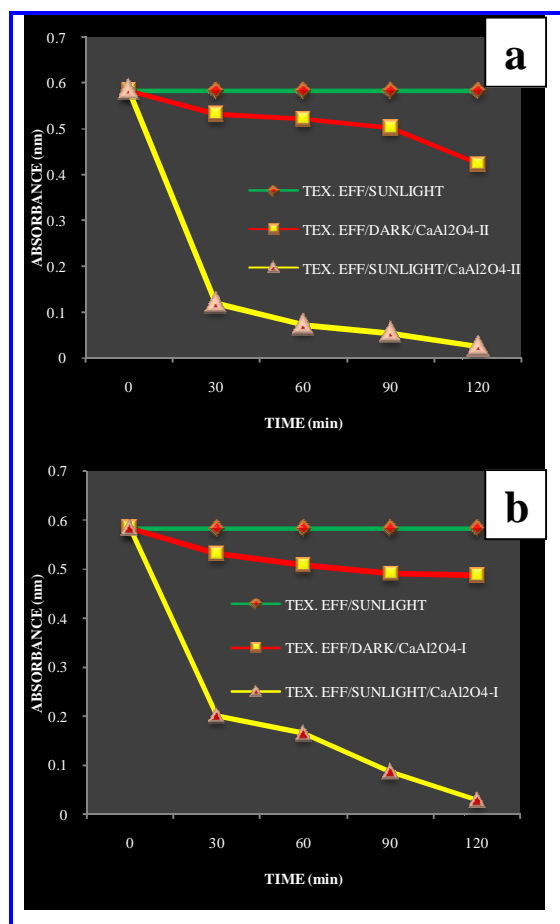 a
0.7
0.6
0.5
0.4
0.3
0.2
0.1
0
ABSORBANCE (nm)
TEX. EFF/SUNLIGHT
TEX. EFF/DARK/CaAl2O4-II
TEX. EFF/SUNLIGHT/CaAl2O4-II
0 30 60 90 120
TIME (min)
b
0.7
0.6
0.5
0.4
0.3
0.2
0.1
0
ABSORBANCE (nm)
TEX. EFF/SUNLIGHT
TEX. EFF/DARK/CaAl2O4-I
TEX. EFF/SUNLIGHT/CaAl2O4-I
0 30 60 90 120
TIME (min)